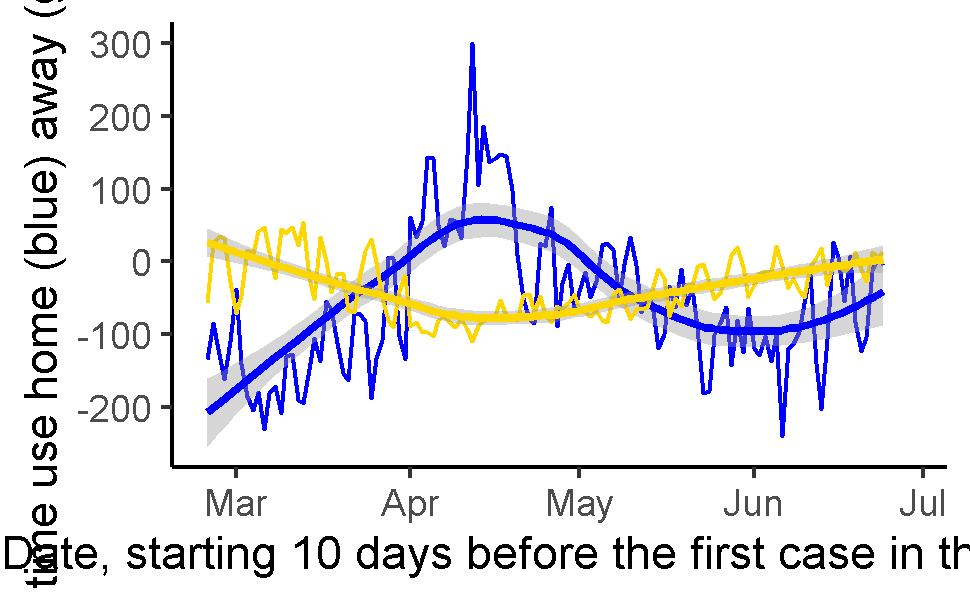 time use home (blue) away (
300
200
100
0
-100
-200
Mar Apr May Jun Jul
Date, starting 10 days before the first case in th